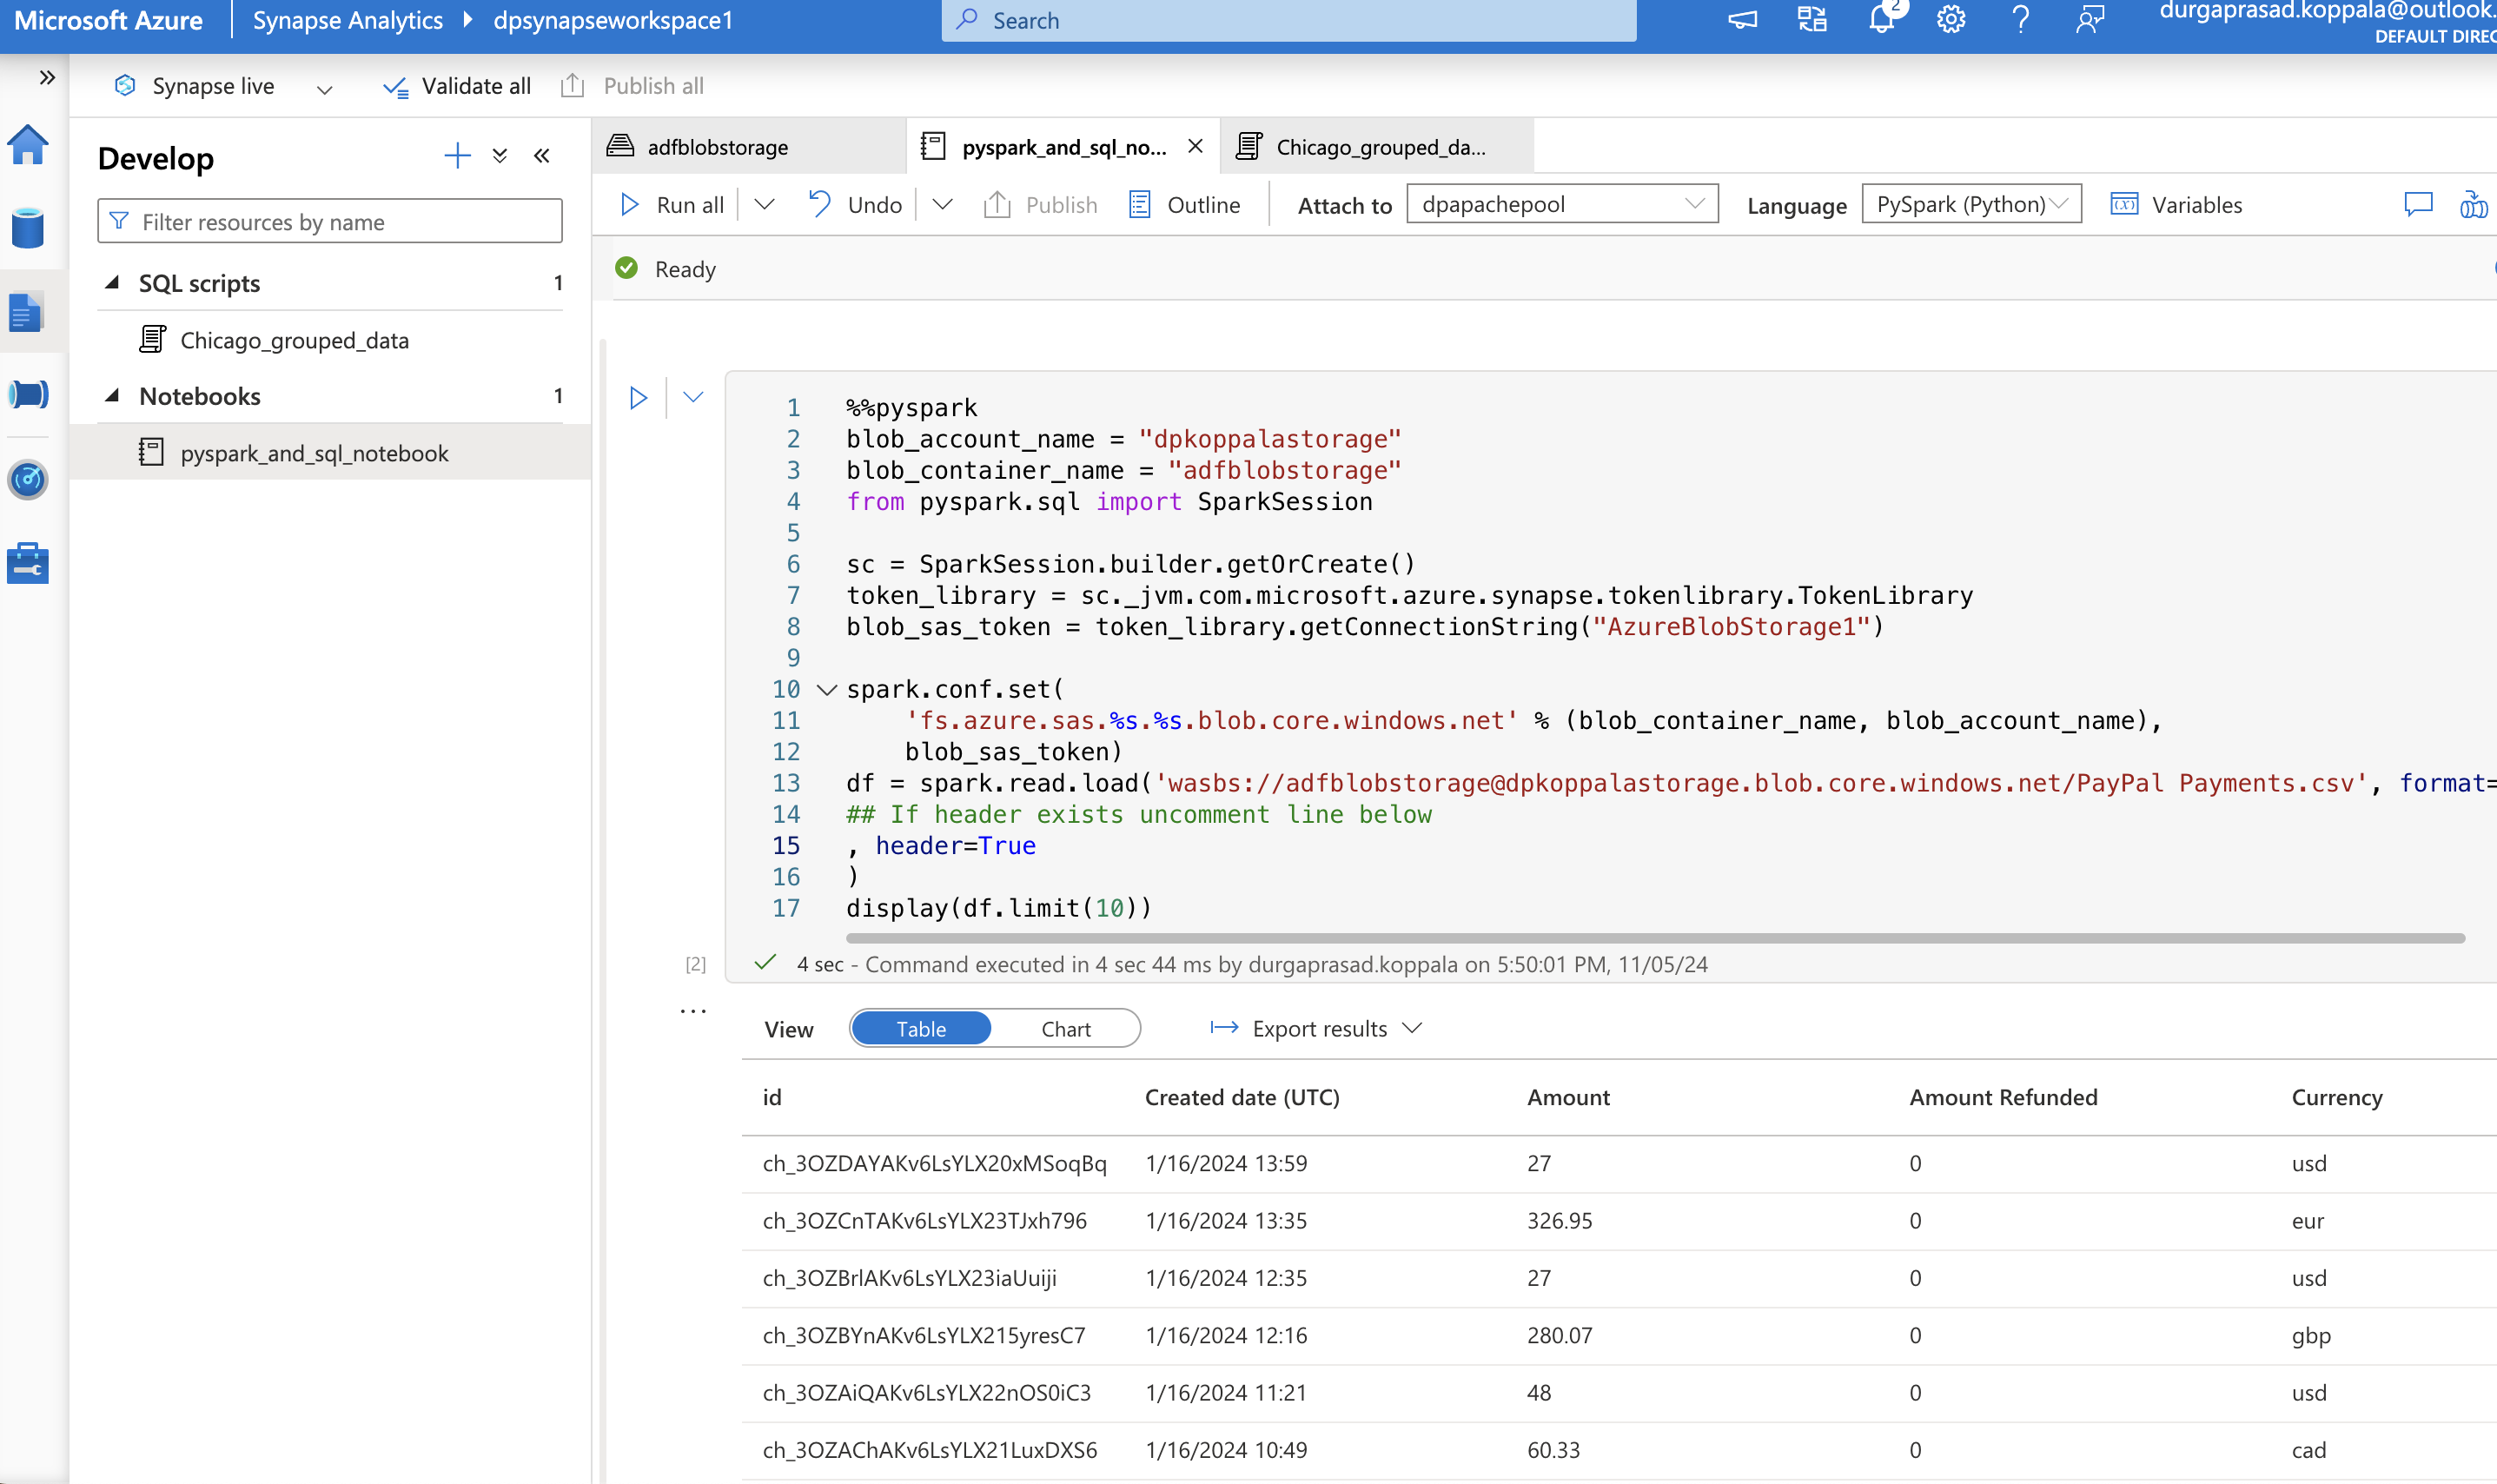 Microsoft Azure | Synapse Analytics ▸ dpsynapseworkspace1
Search
2
durgaprasad.koppala@outlook.
DEFAULT DIREC
Synapse live
Validate all
Publish all
Develop
Filter resources by name
SQL scripts 1
Chicago_grouped_data
Notebooks 1
pyspark_and_sql_notebook
adfblobstorage
pyspark_and_sql_no...
Chicago_grouped_da...
Run all
Undo
Publish
Outline
Attach to dpapachepool
Language PySpark (Python)
Variables
Ready
1 %%pyspark
2 blob_account_name = "dpkoppalastorage"
3 blob_container_name = "adfblobstorage"
4 from pyspark.sql import SparkSession
5
6 sc = SparkSession.builder.getOrCreate()
7 token_library = sc._jvm.com.microsoft.azure.synapse.tokenlibrary.TokenLibrary
8 blob_sas_token = token_library.getConnectionString("AzureBlobStorage1")
9
10 spark.conf.set(
11 'fs.azure.sas.%s.%s.blob.core.windows.net' % (blob_container_name, blob_account_name),
12 blob_sas_token)
13 df = spark.read.load('wasbs://adfblobstorage@dpkoppalastorage.blob.core.windows.net/PayPal Payments.csv', format=
14 ## If header exists uncomment line below
15 , header=True
16 )
17 display(df.limit(10))
[2] 4 sec - Command executed in 4 sec 44 ms by durgaprasad.koppala on 5:50:01 PM, 11/05/24
...
View Table Chart Export results
id Created date (UTC) Amount Amount Refunded Currency
ch_3OZDAYAKv6LsYLX20xMSoqBq 1/16/2024 13:59 27 0 usd
ch_3OZCnTAKv6LsYLX23TJxh796 1/16/2024 13:35 326.95 0 eur
ch_3OZBrlAKv6LsYLX23iaUuiji 1/16/2024 12:35 27 0 usd
ch_3OZBYnAKv6LsYLX215yresC7 1/16/2024 12:16 280.07 0 gbp
ch_3OZAiQAKv6LsYLX22nOS0iC3 1/16/2024 11:21 48 0 usd
ch_3OZAChAKv6LsYLX21LuxDXS6 1/16/2024 10:49 60.33 0 cad